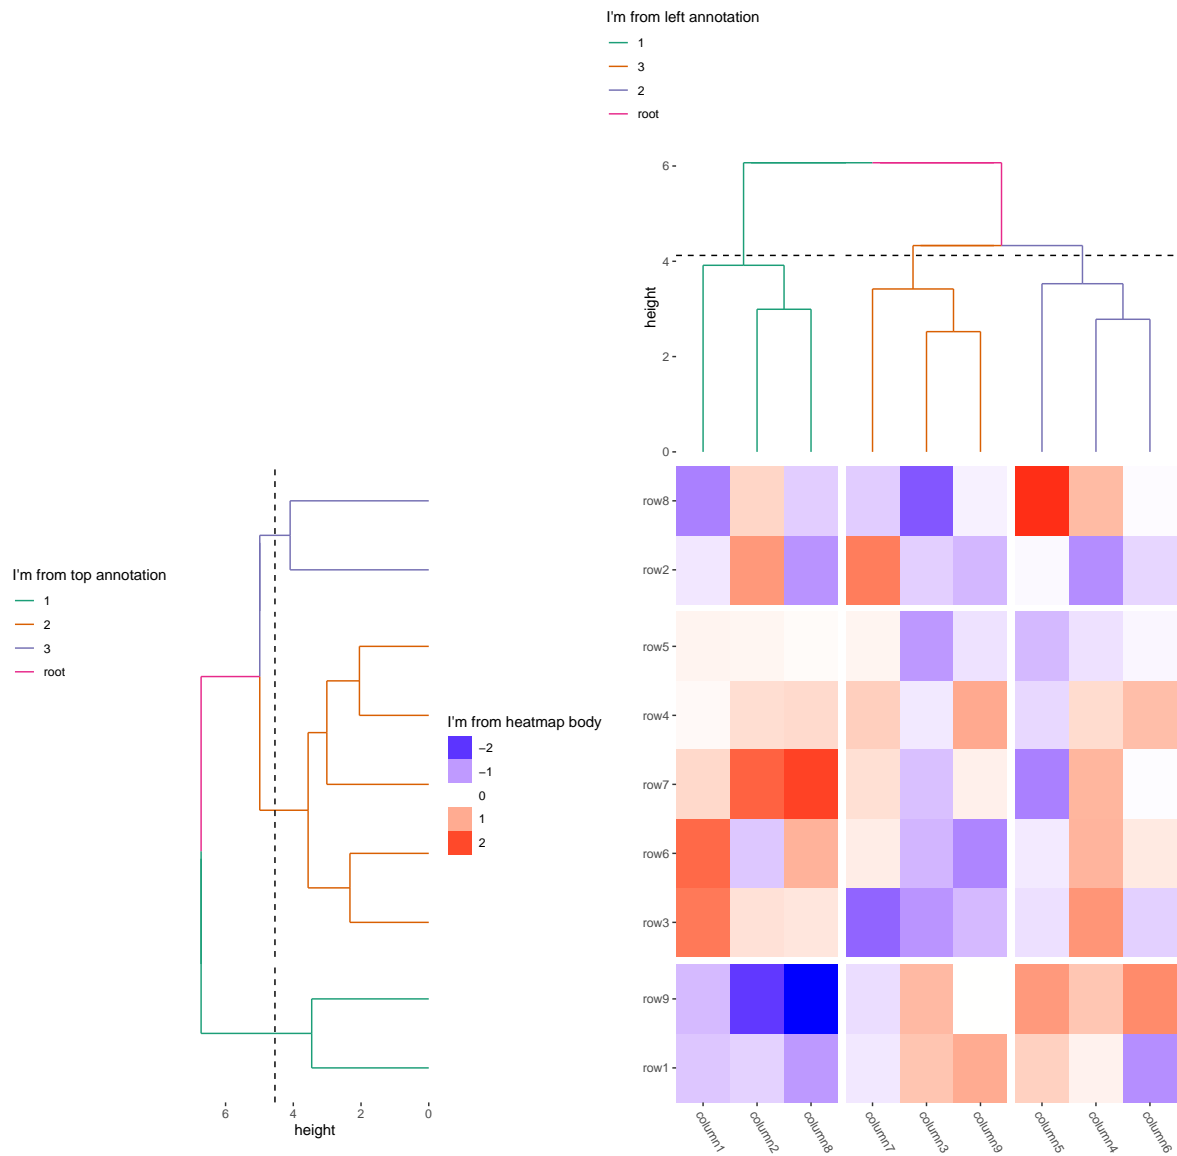 I'm from left annotation
1
3
2
root
6
4
2
0
height
I'm from top annotation
1
2
3
root
6
4
2
0
height
I'm from heatmap body
−2
−1
0
1
2
row8
row2
row5
row4
row7
row6
row3
row9
row1
column1
column2
column8
column7
column3
column9
column5
column4
column6